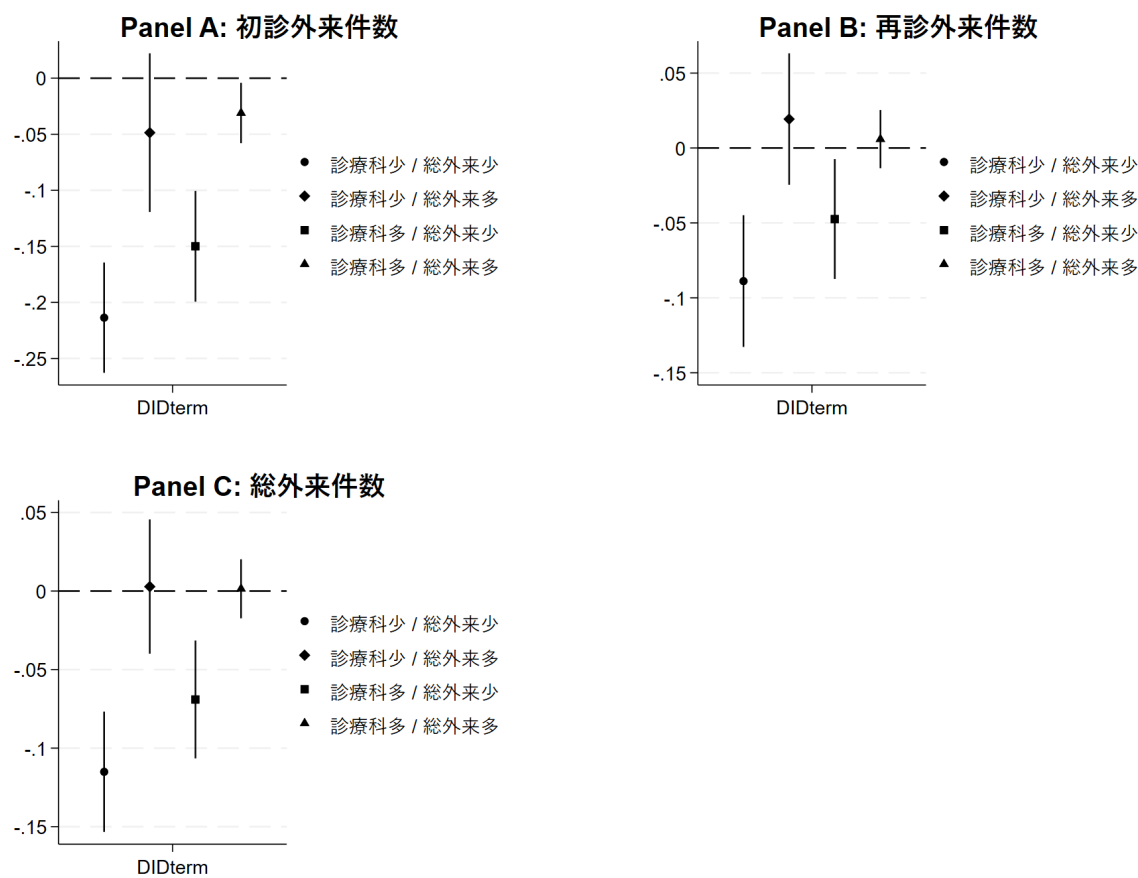 Panel A: 初診外来件数
0
-.05
-.1
-.15
-.2
-.25
DIDterm
診療科少 / 総外来少
診療科少 / 総外来多
診療科多 / 総外来少
診療科多 / 総外来多
Panel B: 再診外来件数
.05
0
-.05
-.1
-.15
DIDterm
診療科少 / 総外来少
診療科少 / 総外来多
診療科多 / 総外来少
診療科多 / 総外来多
Panel C: 総外来件数
.05
0
-.05
-.1
-.15
DIDterm
診療科少 / 総外来少
診療科少 / 総外来多
診療科多 / 総外来少
診療科多 / 総外来多